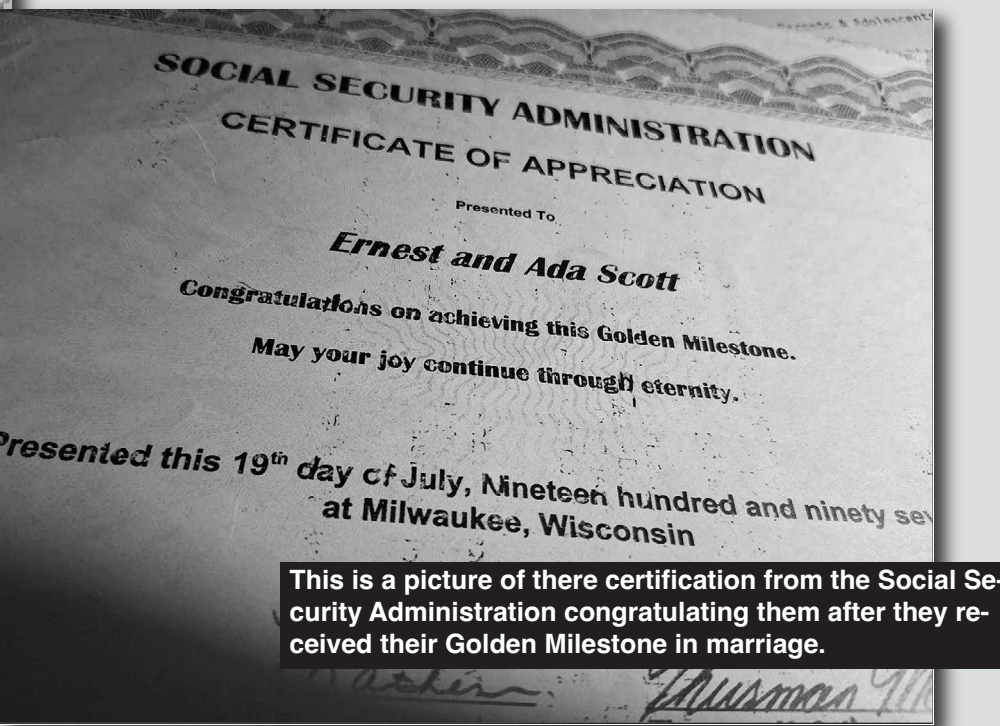 Parents & Adolescent
SOCIAL SECURITY ADMINISTRATION
CERTIFICATE OF APPRECIATION
Presented To
Ernest and Ada Scott
Congratulations on achieving this Golden Milestone.
May your joy continue through eternity.
Presented this 19th day of July, Nineteen hundred and ninety sev
at Milwaukee, Wisconsin
This is a picture of there certification from the Social Se-
curity Administration congratulating them after they re-
ceived their Golden Milestone in marriage.